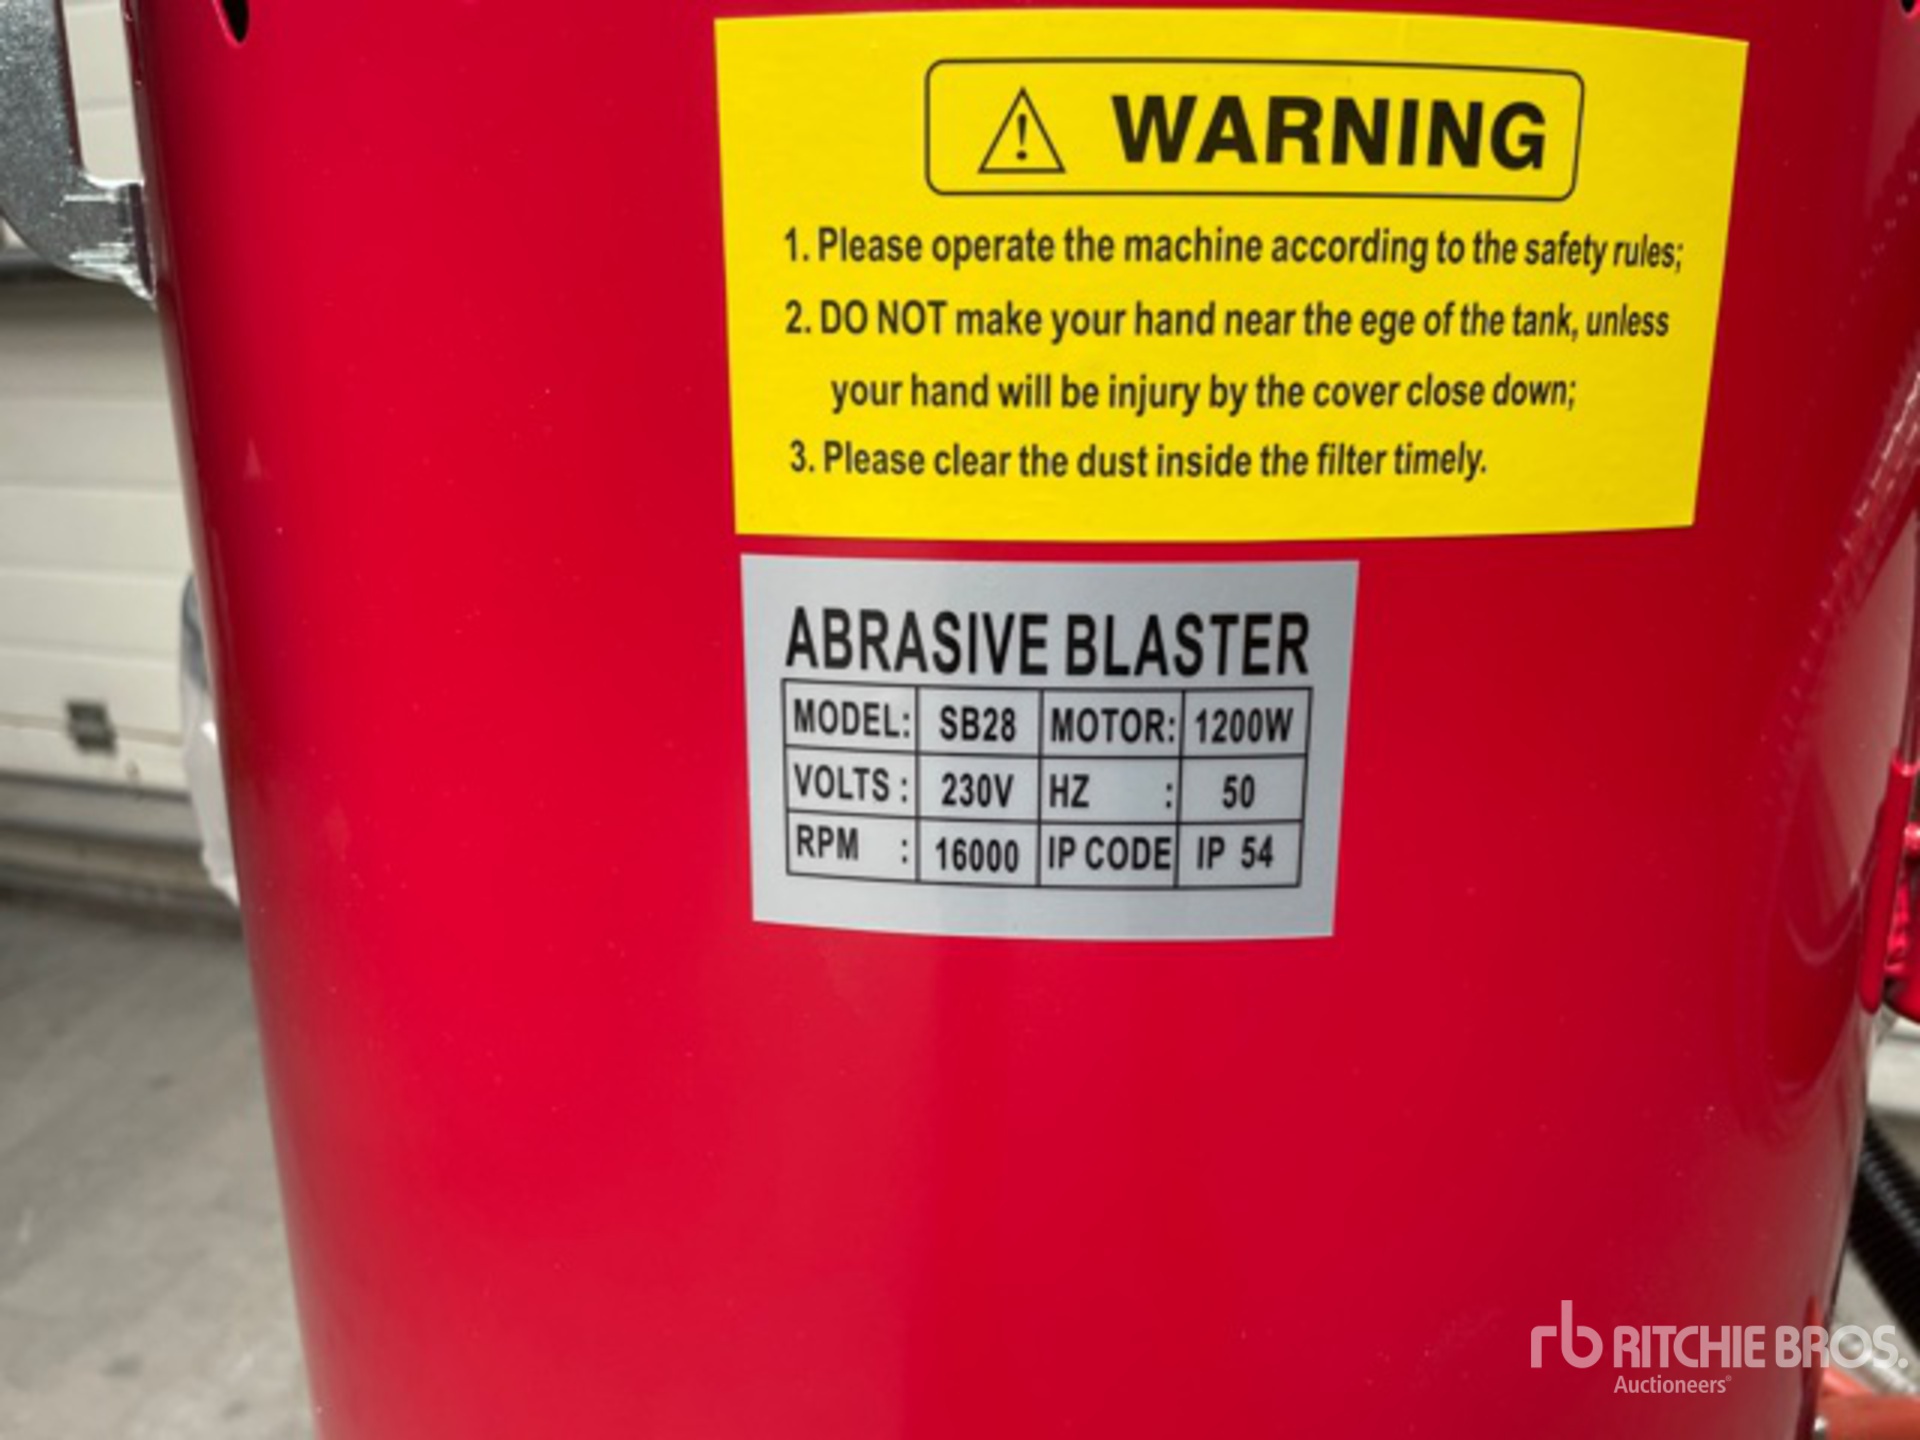 WARNING
1. Please operate the machine according to the safety rules;
2. DO NOT make your hand near the ege of the tank, unless
your hand will be injury by the cover close down;
3. Please clear the dust inside the filter timely.
ABRASIVE BLASTER
MODEL: SB28 MOTOR: 1200W
VOLTS : 230V HZ : 50
RPM : 16000 IP CODE IP 54
rb RITCHIE BROS.
Auctioneers®